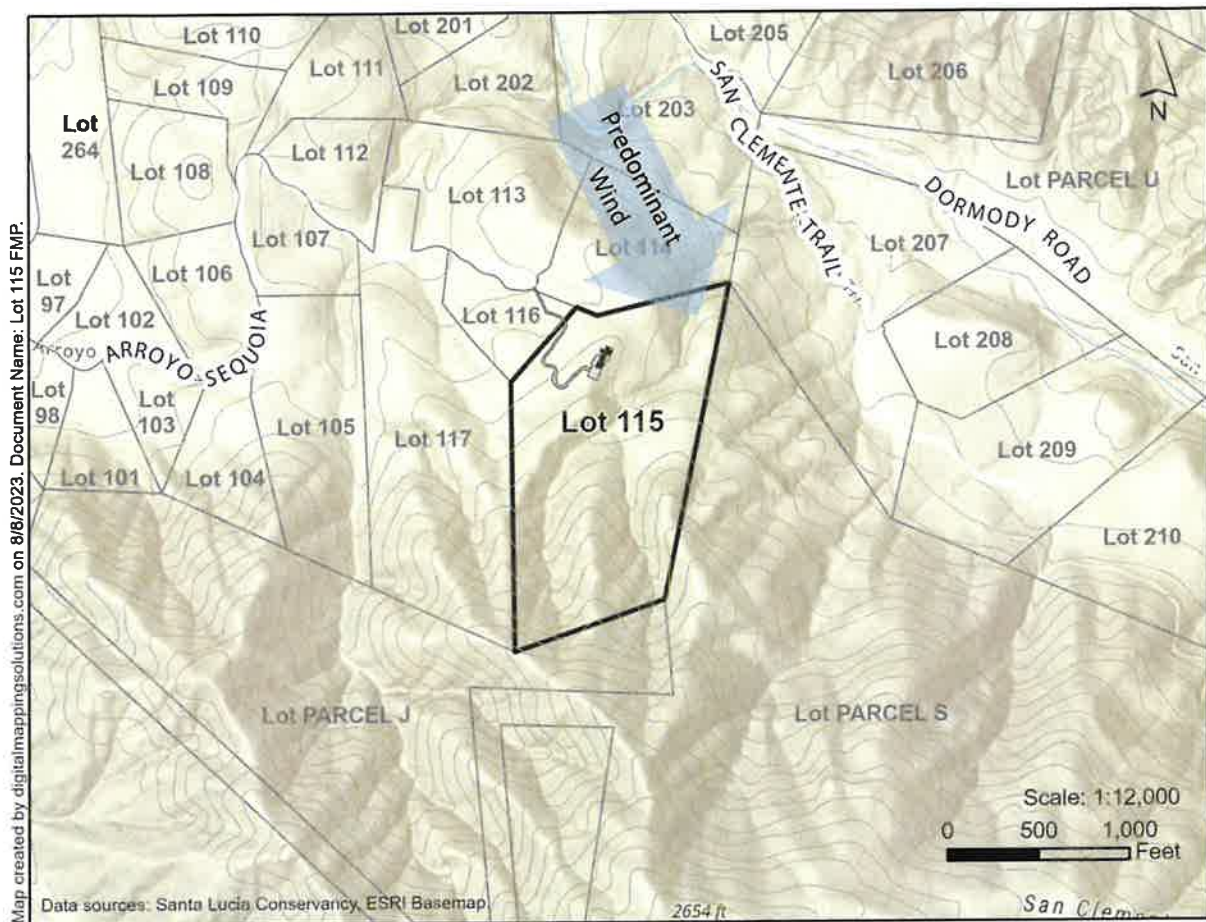 Lot 110
Lot 201
Lot 205
Lot 111
Lot 206
Lot 109
Lot 202
Lot 203
SAN CLEMENTE TRAIL
N
Lot
264
Lot 112
Predominant
Wind
Lot 108
Lot PARCEL U
Lot 113
DORMODY ROAD
Lot 107
Lot 114
Lot 207
Lot 106
Lot
97
Lot 102
Lot 116
Lot 208
Arroyo
ARROYO SEQUOIA
San
Lot
98
Lot
103
Lot 115
Lot 105
Lot 117
Lot 209
Lot 101
Lot 104
Lot 210
Lot PARCEL J
Lot PARCEL S
Scale: 1:12,000
0 500 1,000
Feet
Data sources: Santa Lucia Conservancy, ESRI Basemap.
2654 ft
Map created by digitalmappingsolutions.com on 8/8/2023. Document Name: Lot 115 FMP.